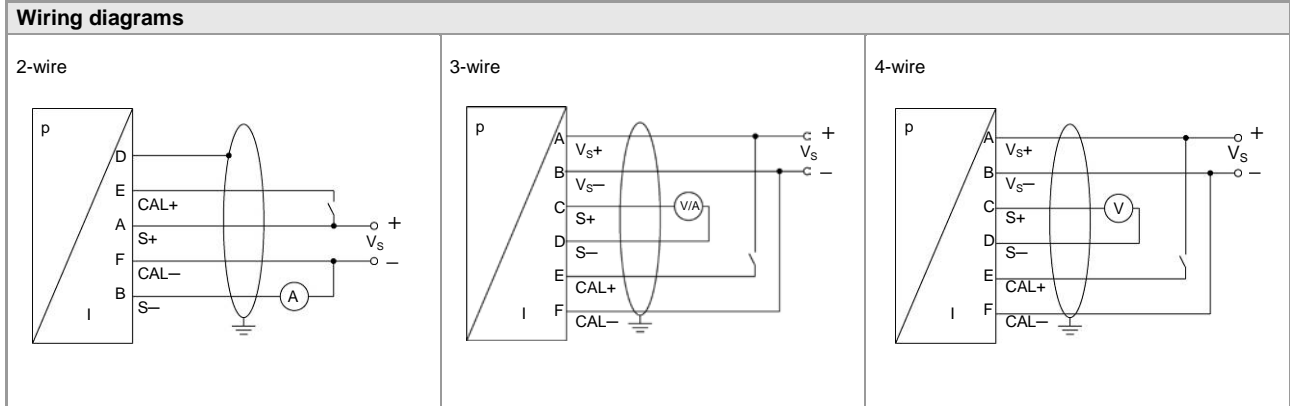 Wiring diagrams
2-wire
p
D
E
CAL+
A
S+
F
CAL–
B
S–
I
A
+
VS
–
3-wire
p
A
VS+
B
VS–
C
S+
D
S–
E
CAL+
F
CAL–
I
V/A
+
VS
–
4-wire
p
A
VS+
B
VS–
C
S+
D
S–
E
CAL+
F
CAL–
I
V
+
VS
–